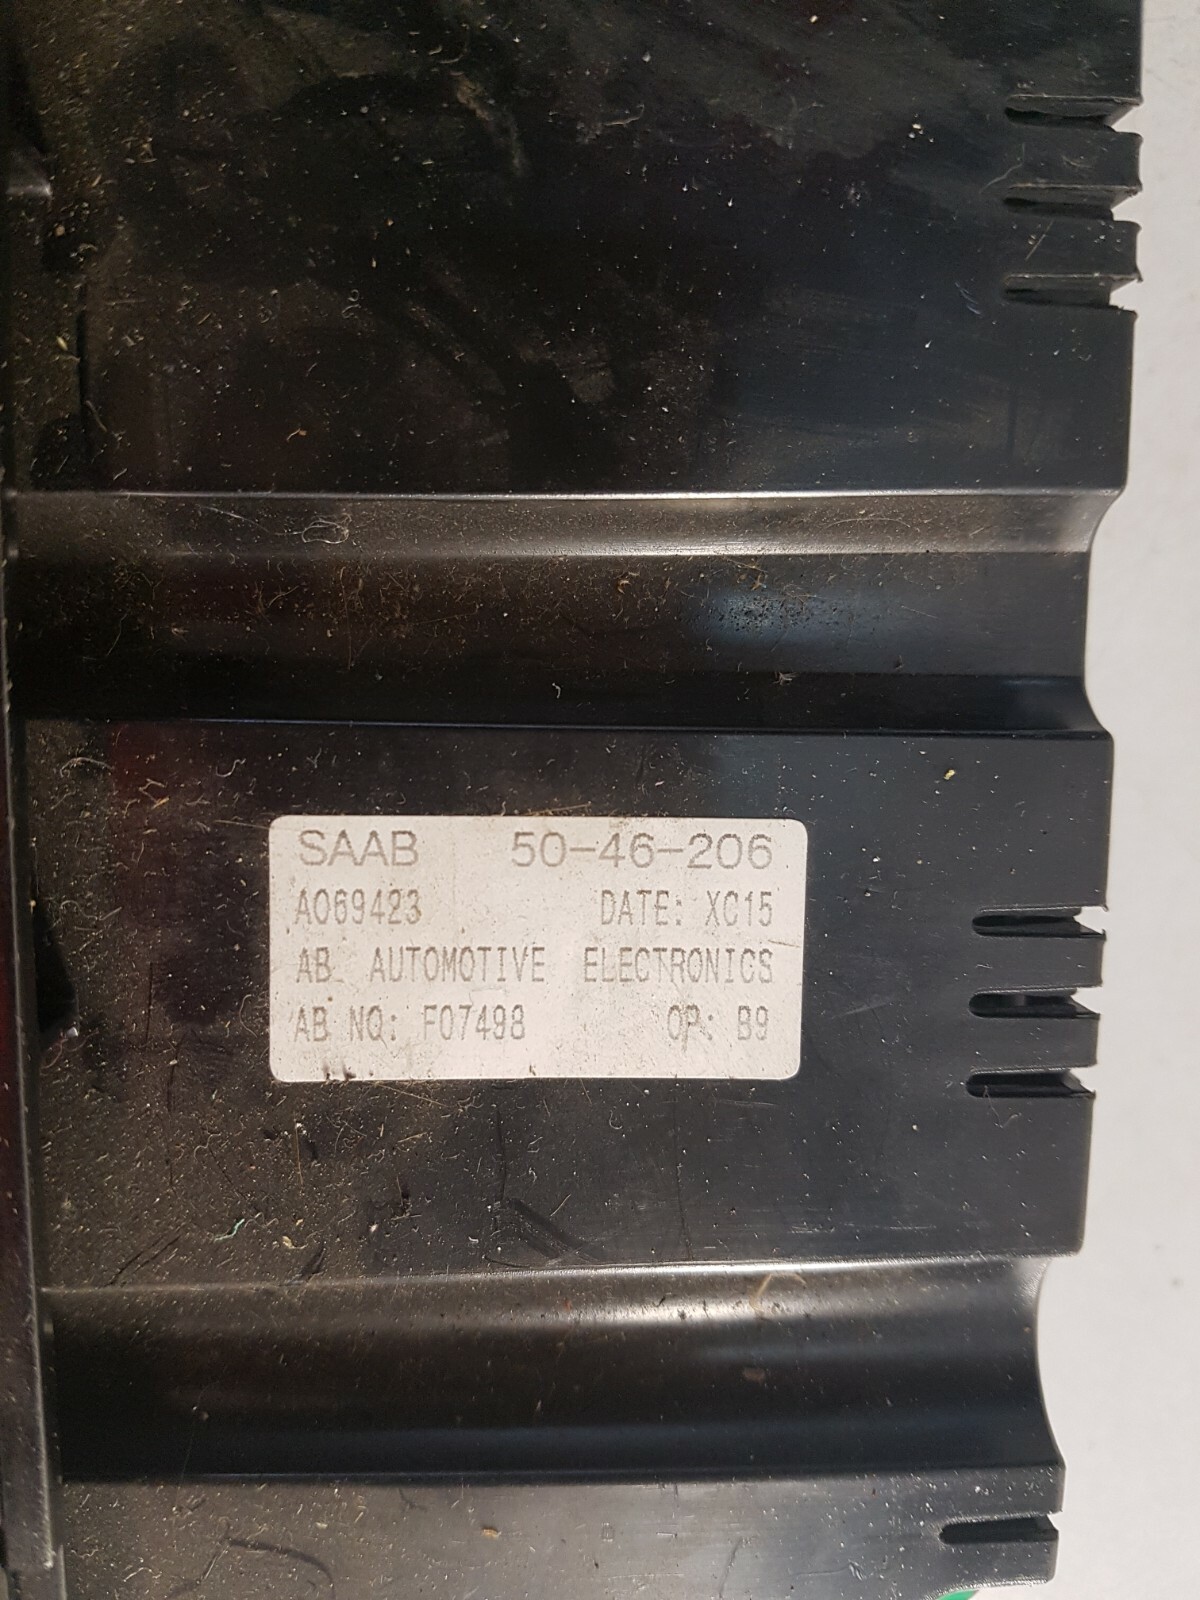 SAAB 50-46-206
A069423 DATE: XC15
AB AUTOMOTIVE ELECTRONICS
AB NO: F07498 OP: B9